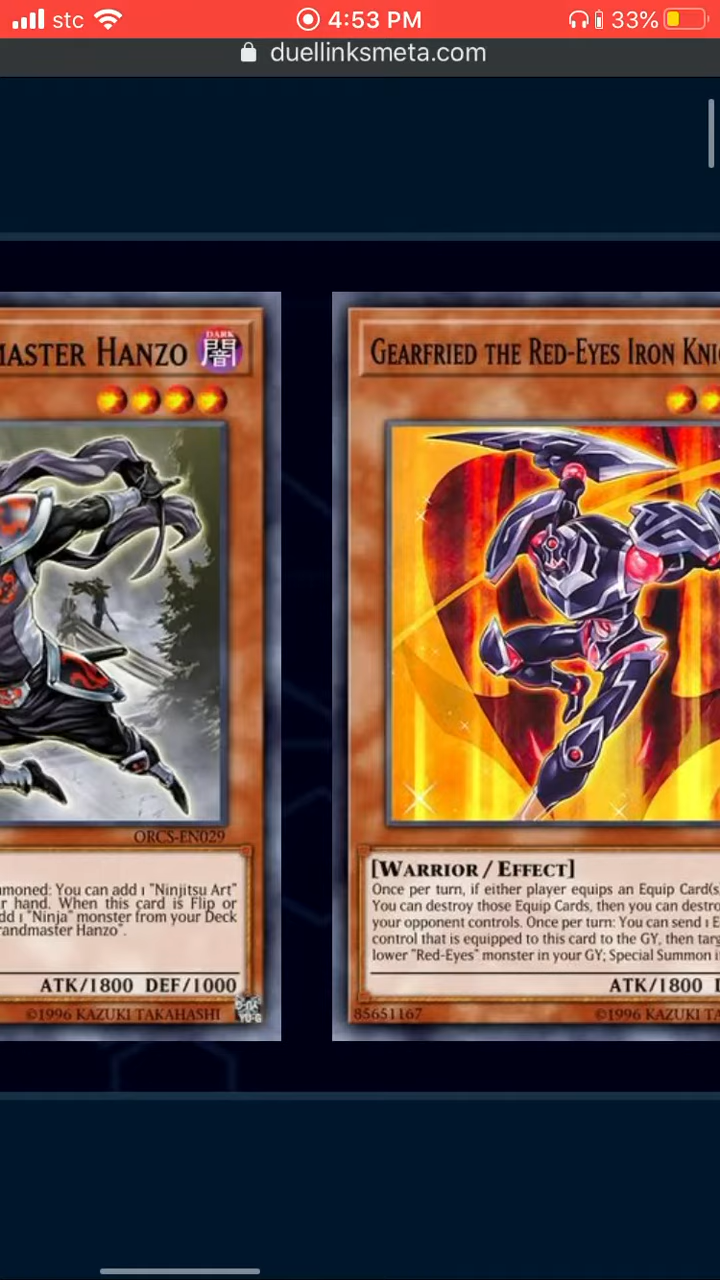 stc 4:53 PM 33%
duellinksmeta.com
MASTER HANZO
DARK
闇
ORCS-EN029
moned: You can add 1 "Ninjitsu Art"
r hand. When this card is Flip or
dd 1 "Ninja" monster from your Deck
randmaster Hanzo".
ATK/1800 DEF/1000
©1996 KAZUKI TAKAHASHI
GEARFRIED THE RED-EYES IRON KNI
[WARRIOR / EFFECT]
Once per turn, if either player equips an Equip Card(s
You can destroy those Equip Cards, then you can destro
your opponent controls. Once per turn: You can send 1 E
control that is equipped to this card to the GY, then targ
lower "Red-Eyes" monster in your GY; Special Summon i
ATK/1800 D
85651167
©1996 KAZUKI TA